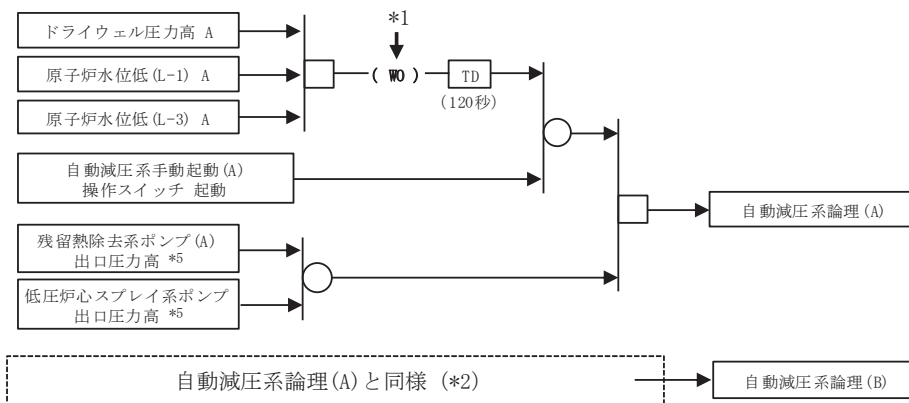 *1
ドライウェル圧力高 A
原子炉水位低(L-1) A
原子炉水位低(L-3) A
( WO )
TD
(120秒)
自動減圧系手動起動(A)
操作スイッチ 起動
自動減圧系論理(A)
残留熱除去系ポンプ(A)
出口圧力高 *5
低圧炉心スプレイ系ポンプ
出口圧力高 *5
自動減圧系論理(A)と同様 (*2)
自動減圧系論理(B)